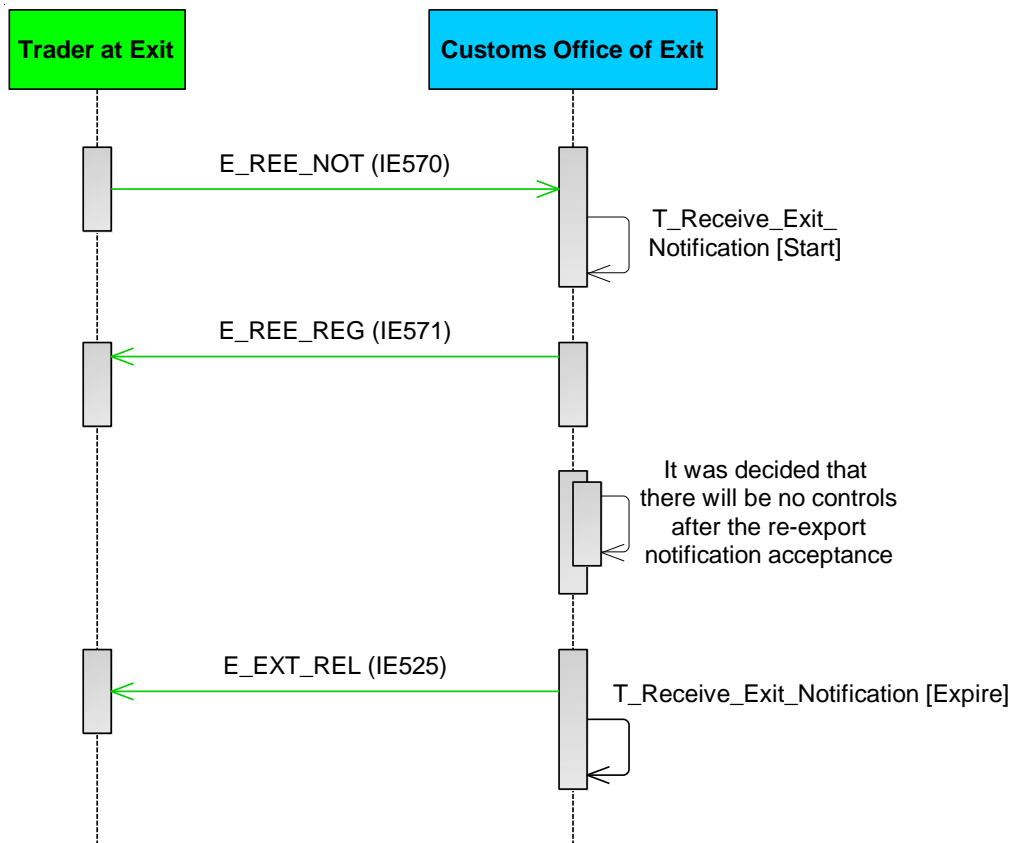 Trader at Exit
Customs Office of Exit
E_REE_NOT (IE570)
T_Receive_Exit_
Notification [Start]
E_REE_REG (IE571)
It was decided that
there will be no controls
after the re-export
notification acceptance
E_EXT_REL (IE525)
T_Receive_Exit_Notification [Expire]